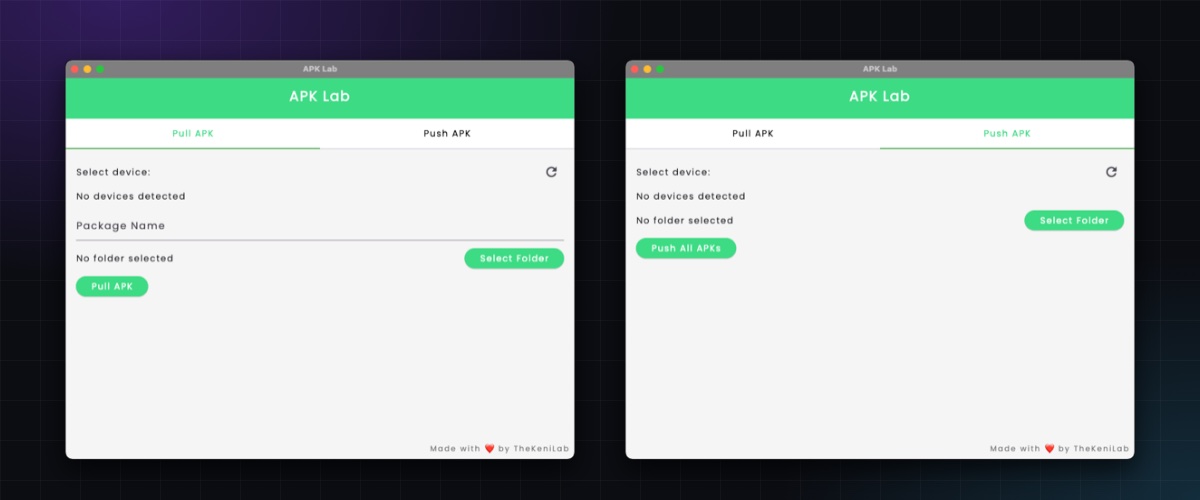 APK Lab
APK Lab
Pull APK Push APK
Select device:
No devices detected
Package Name
No folder selected Select Folder
Pull APK
Made with ❤️ by TheKeniLab
APK Lab
APK Lab
Pull APK Push APK
Select device:
No devices detected
No folder selected Select Folder
Push All APKs
Made with ❤️ by TheKeniLab